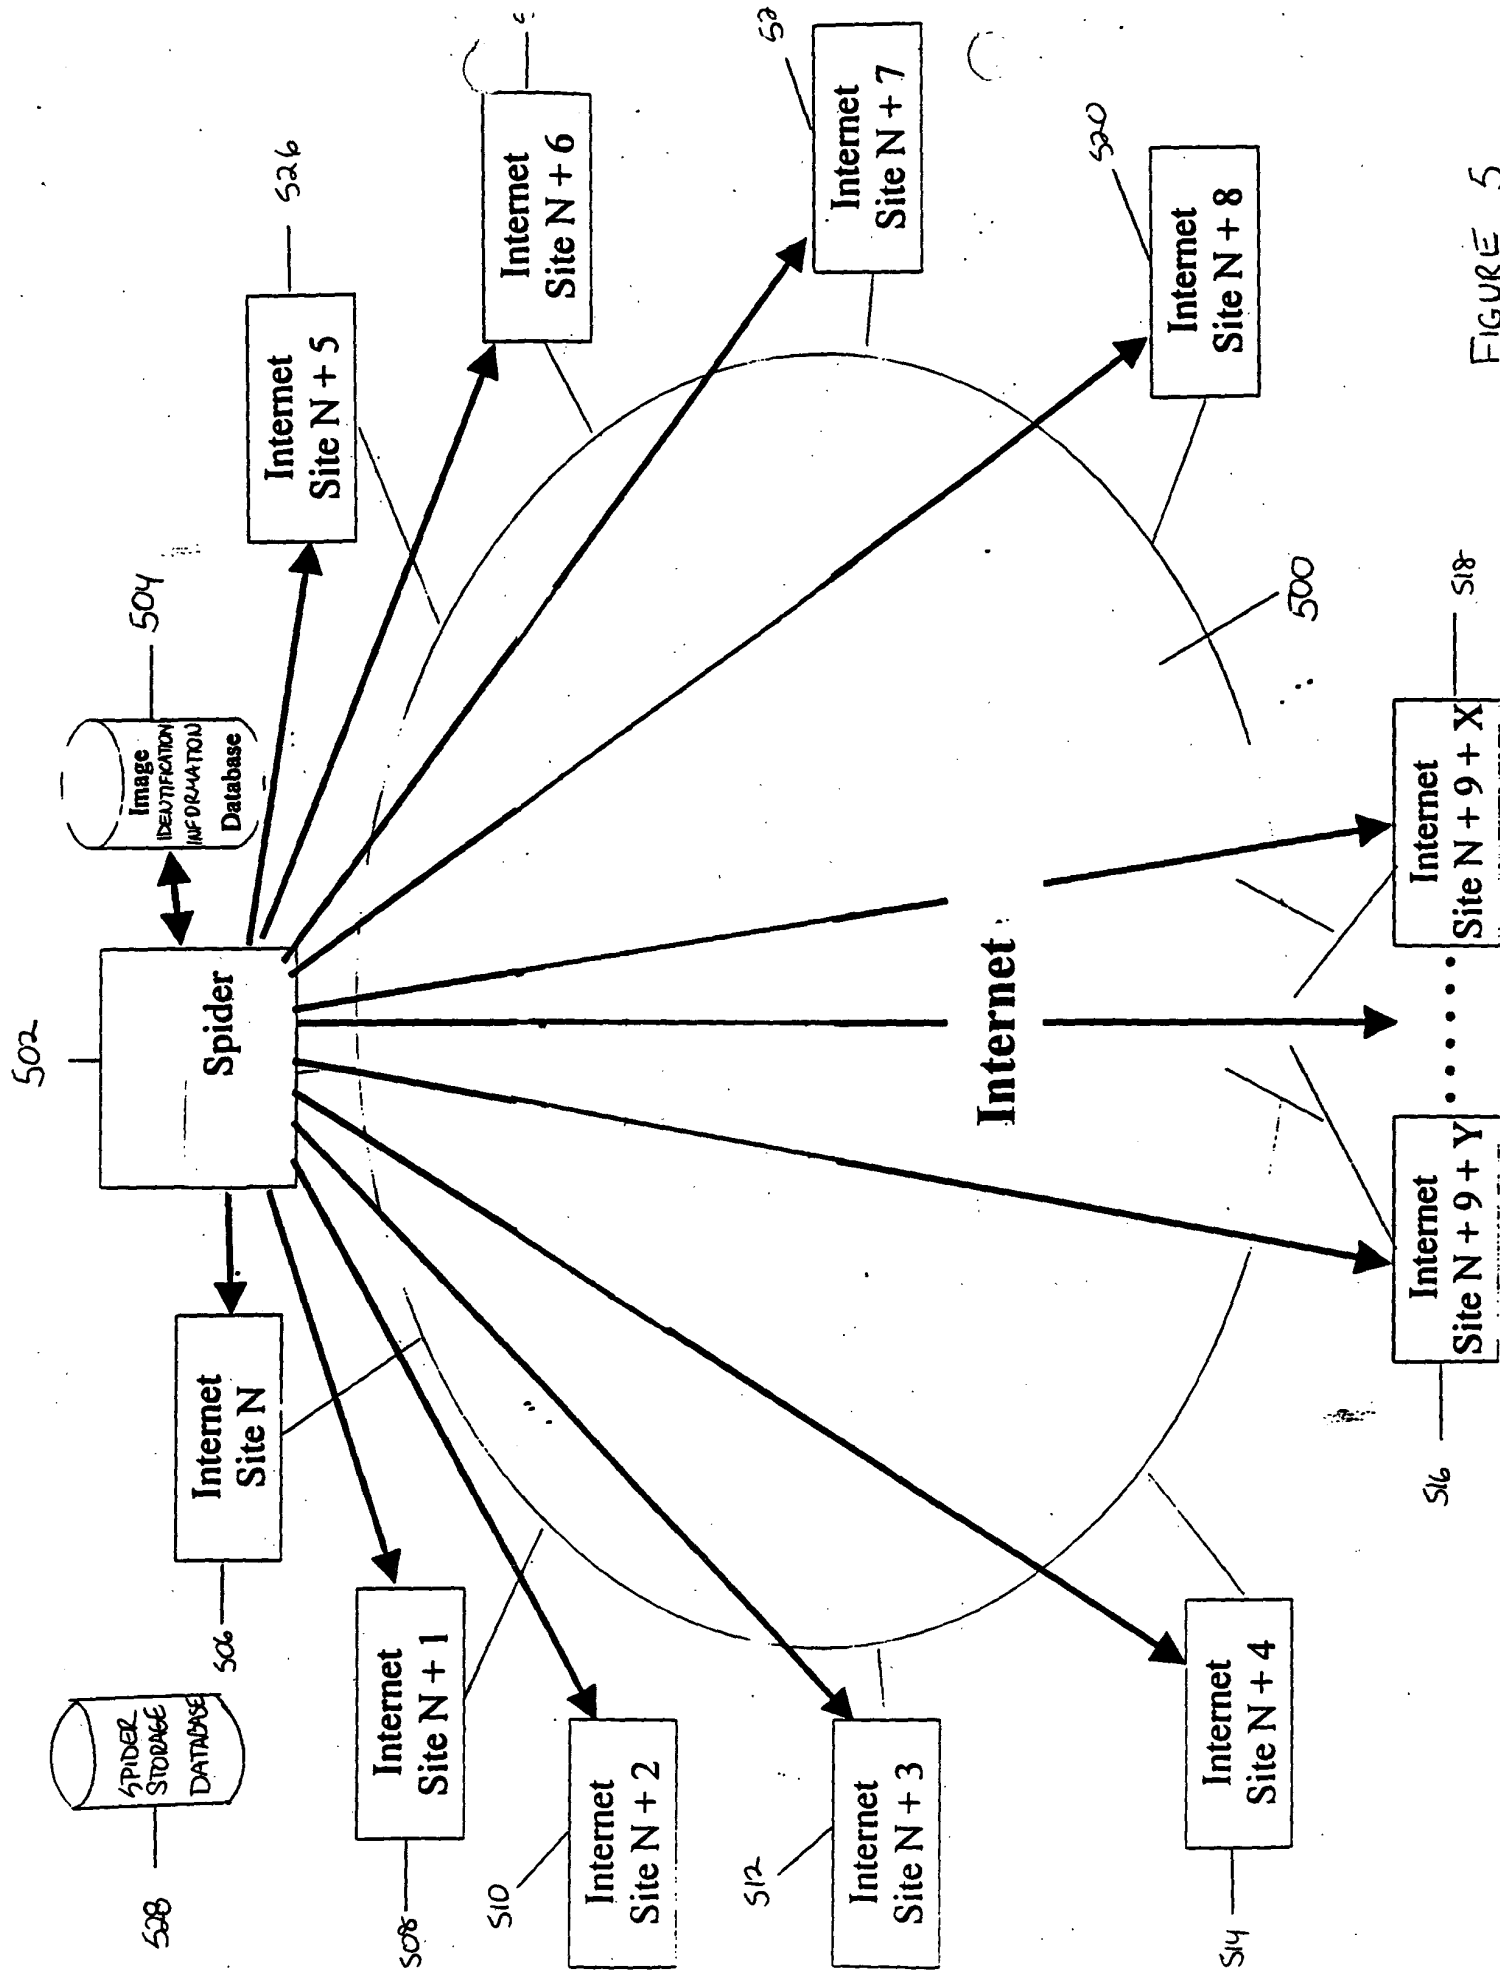 502
Spider
504
Image
IDENTIFICATION
INFORMATION
Database
528
SPIDER
STORAGE
DATABASE
506
Internet
Site N
508
Internet
Site N + 1
510
Internet
Site N + 2
512
Internet
Site N + 3
514
Internet
Site N + 4
526
Internet
Site N + 5
Internet
Site N + 6
Internet
Site N + 7
520
Internet
Site N + 8
Internet
500
516
Internet
Site N + 9 + Y
......
518
Internet
Site N + 9 + X
FIGURE 5